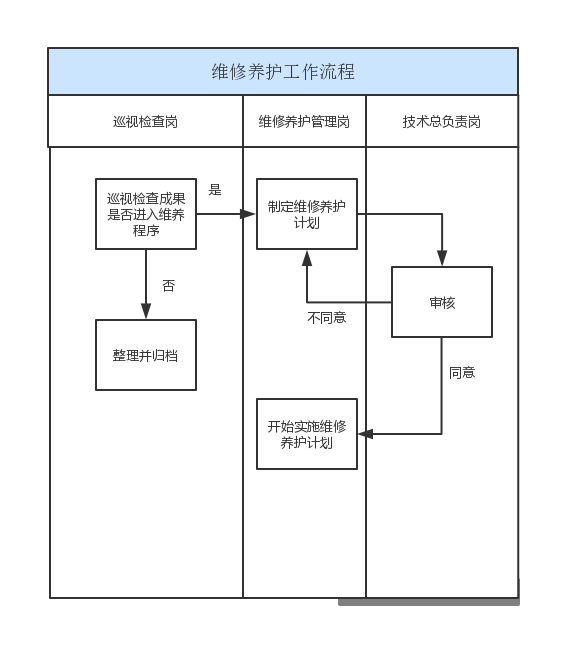 维修养护工作流程
巡视检查岗
维修养护管理岗
技术总负责岗
巡视检查成果
是否进入维养
程序
是
制定维修养护
计划
否
不同意
审核
整理并归档
同意
开始实施维修
养护计划